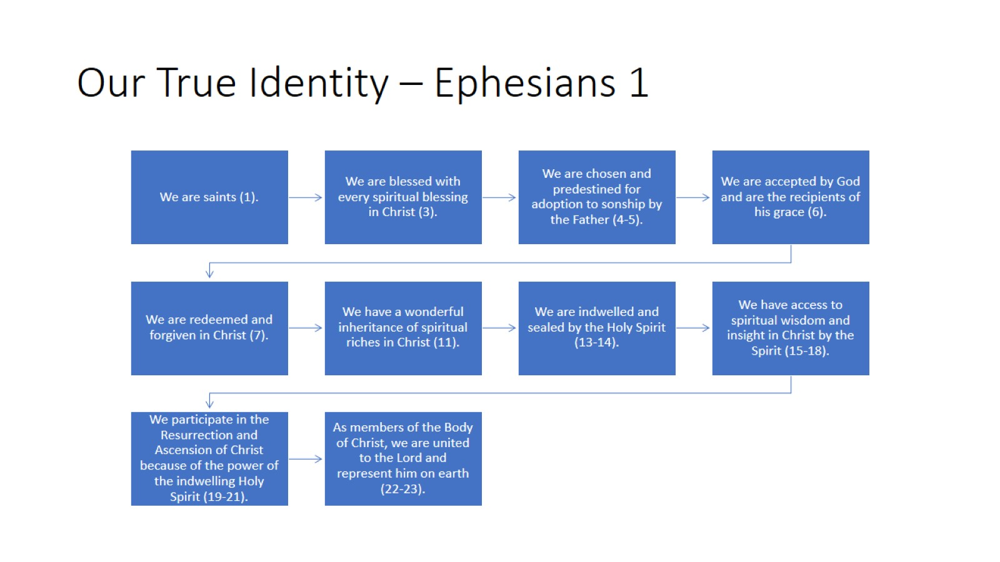 Our True Identity – Ephesians 1
We are saints (1).
We are blessed with
every spiritual blessing
in Christ (3).
We are chosen and
predestined for
adoption to sonship by
the Father (4-5).
We are accepted by God
and are the recipients of
his grace (6).
We are redeemed and
forgiven in Christ (7).
We have a wonderful
inheritance of spiritual
riches in Christ (11).
We are indwelled and
sealed by the Holy Spirit
(13-14).
We have access to
spiritual wisdom and
insight in Christ by the
Spirit (15-18).
We participate in the
Resurrection and
Ascension of Christ
because of the power of
the indwelling Holy
Spirit (19-21).
As members of the Body
of Christ, we are united
to the Lord and
represent him on earth
(22-23).